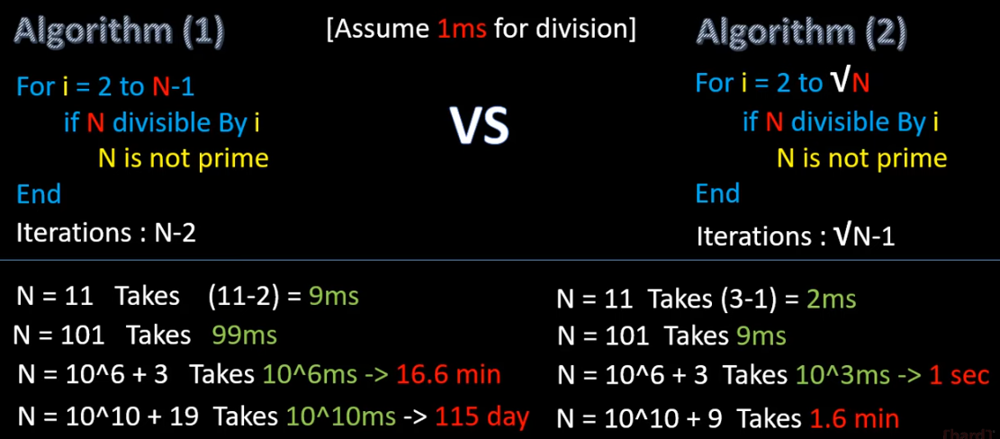 Algorithm (1)
For i = 2 to N-1
if N divisible By i
N is not prime
End
Iterations : N-2
[Assume 1ms for division]
VS
Algorithm (2)
For i = 2 to √N
if N divisible By i
N is not prime
End
Iterations : √N-1
N = 11 Takes (11-2) = 9ms
N = 101 Takes 99ms
N = 10^6 + 3 Takes 10^6ms -> 16.6 min
N = 10^10 + 19 Takes 10^10ms -> 115 day
N = 11 Takes (3-1) = 2ms
N = 101 Takes 9ms
N = 10^6 + 3 Takes 10^3ms -> 1 sec
N = 10^10 + 9 Takes 1.6 min